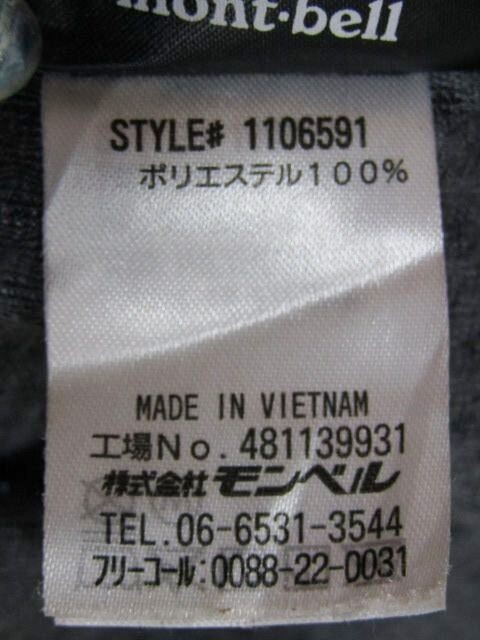 mont-bell
STYLE# 1106591
ポリエステル100%
MADE IN VIETNAM
工場No.481139931
株式会社モンベル
TEL.06-6531-3544
フリーコール:0088-22-0031